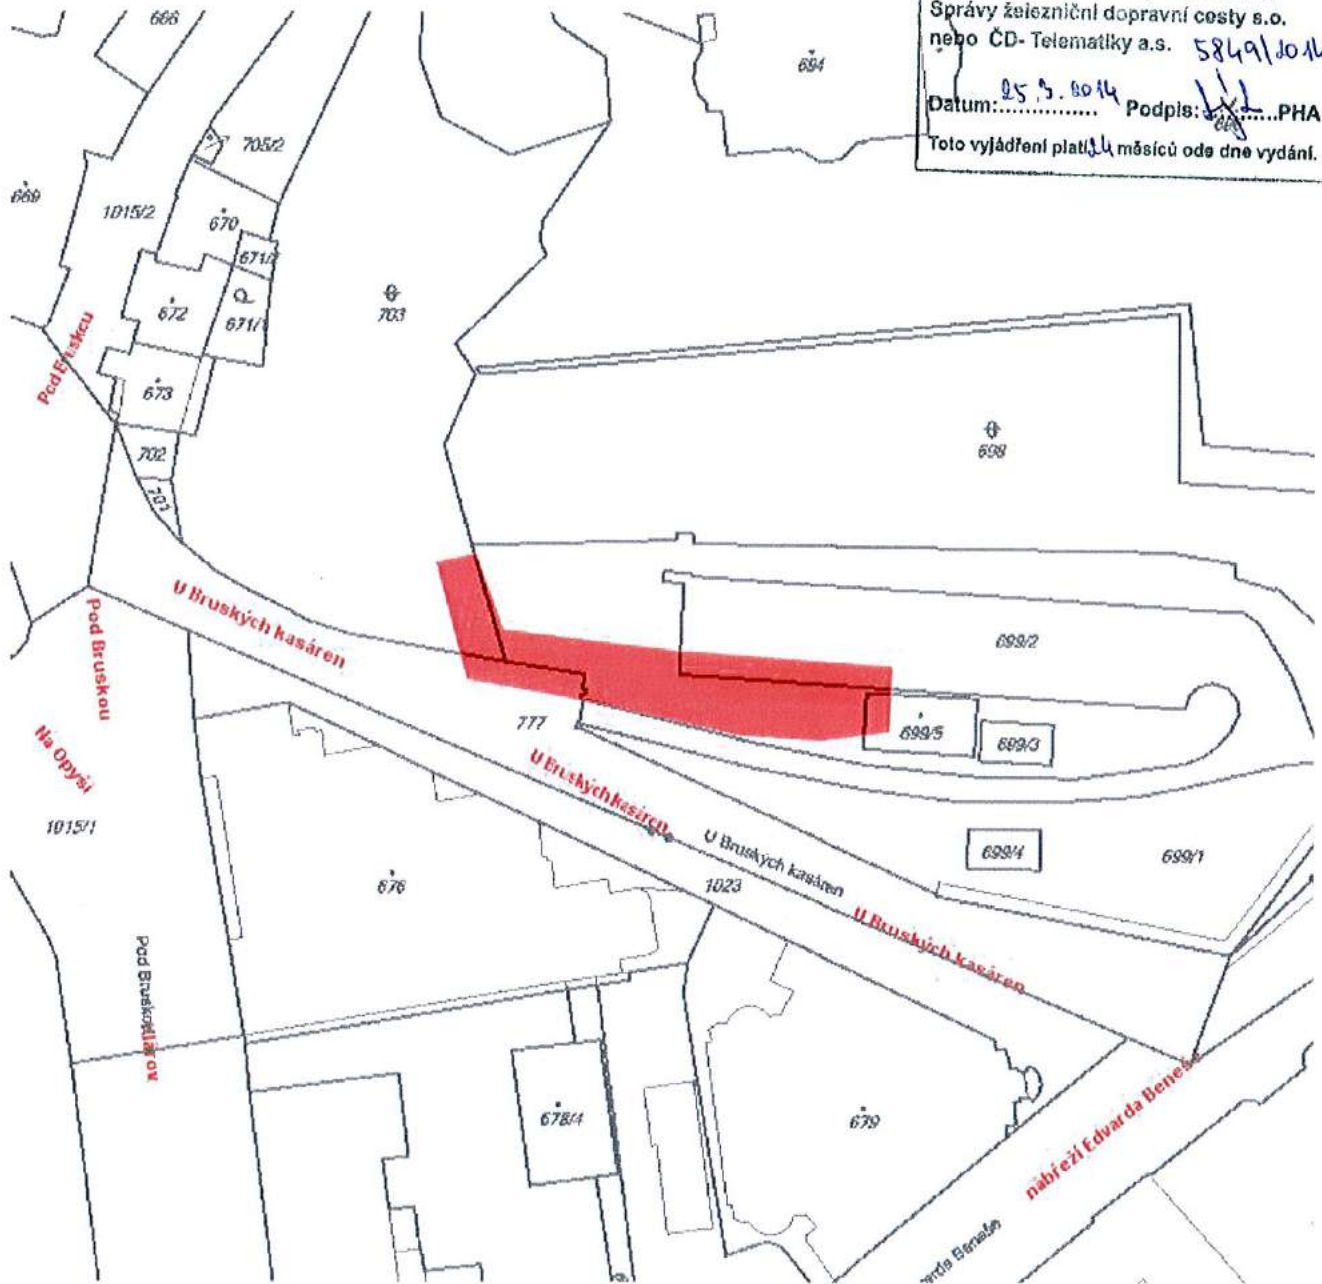 Správy železniční dopravní cesty s.o.
nebo ČD- Telematiky a.s. 5849/2014
Datum: 25.3.2014 Podpis: PHA
Toto vyjádření platí 24 měsíců ode dne vydání.
666
694
705/2
669
1015/2
670
671/
672
671/1
703
Pod Bruskou
673
698
702
701
U Bruských kasáren
Pod Bruskou
699/2
Na Opyši
777
699/5
699/3
U Bruských kasáren
1015/1
U Bruských kasáren
699/4
699/1
676
1023
U Bruských kasáren
Pod Bruskou
Klárov
678/4
679
nábřeží Edvarda Beneše
arda Beneše